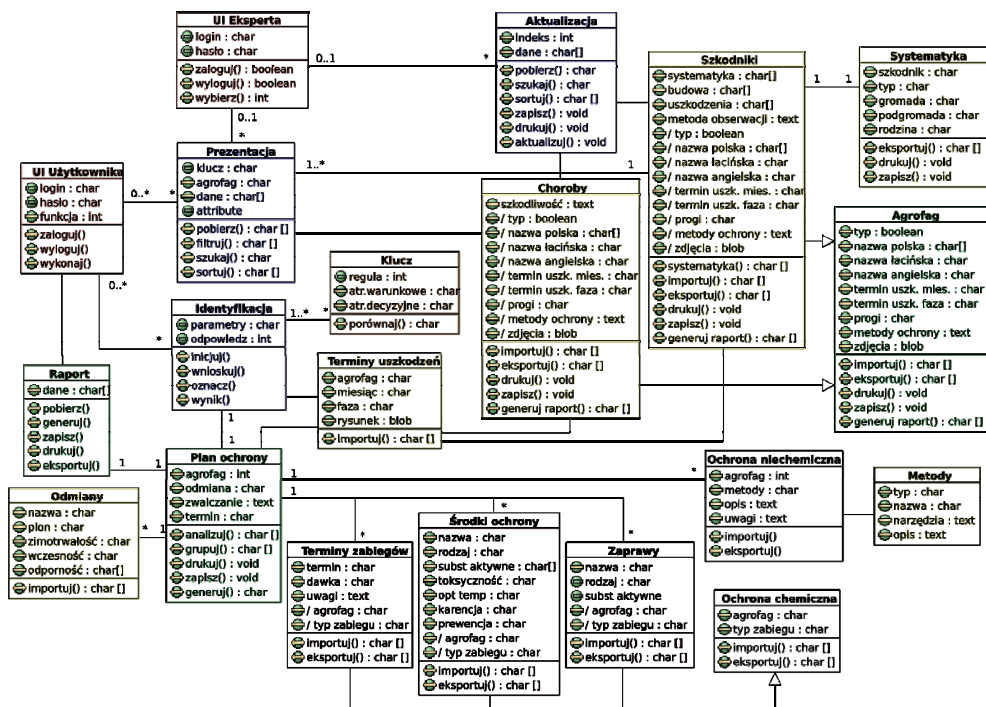 UI Eksperta
login : char
hasło : char
zaloguj() : boolean
wyloguj() : boolean
wybierz() : int
0..1
*
0..1
*
Aktualizacja
indeks : int
dane : char[]
pobierz() : char
szukaj() : char
sortuj() : char []
zapisz() : void
drukuj() : void
aktualizuj() : void
Szkodniki
systematyka : char[]
budowa : char[]
uszkodzenia : char[]
metoda obserwacji : text
/ typ : boolean
/ nazwa polska : char[]
/ nazwa łacińska : char
/ nazwa angielska : char
/ termin uszk. mies. : char
/ termin uszk. faza : char
/ progi : char
/ metody ochrony : text
/ zdjęcia : blob
systematyka() : char []
importuj() : char []
eksportuj() : char []
drukuj() : void
zapisz() : void
generuj raport() : char []
1
1
Systematyka
szkodnik : char
typ : char
gromada : char
podgromada : char
rodzina : char
eksportuj() : char []
drukuj() : void
zapisz() : void
UI Użytkownika
login : char
hasło : char
funkcja : int
zaloguj()
wyloguj()
wykonaj()
0..*
*
0..*
*
Prezentacja
klucz : char
agrofag : char
dane : char[]
attribute
pobierz() : char []
filtruj() : char []
szukaj() : char
sortuj() : char []
1..*
1
Choroby
szkodliwość : text
/ typ : boolean
/ nazwa polska : char[]
/ nazwa łacińska : char
/ nazwa angielska : char
/ termin uszk. mies. : char
/ termin uszk. faza : char
/ progi : char
/ metody ochrony : text
/ zdjęcia : blob
importuj() : char []
eksportuj() : char []
drukuj() : void
zapisz() : void
generuj raport() : char []
Agrofag
typ : boolean
nazwa polska : char[]
nazwa łacińska : char
nazwa angielska : char
termin uszk. mies. : char
termin uszk. faza : char
progi : char
metody ochrony : text
zdjęcia : blob
importuj() : char []
eksportuj() : char []
drukuj() : void
zapisz() : void
generuj raport() : char []
Klucz
regula : int
atr.warunkowe : char
atr.decyzyjne : char
porównaj() : char
1..*
*
Identyfikacja
parametry : char
odpowiedz : int
inicjuj()
wnioskuj()
oznacz()
wynik()
1
1
Terminy uszkodzeń
agrofag : char
miesiąc : char
faza : char
rysunek : blob
importuj() : char []
Raport
dane : char[]
pobierz()
generuj()
zapisz()
drukuj()
eksportuj()
1
1
Plan ochrony
agrofag : int
odmiana : char
zwalczanie : text
termin : char
analizuj() : char []
grupuj() : char []
drukuj() : void
zapisz() : void
generuj() : char
1
*
1
*
*
*
Odmiany
nazwa : char
plon : char
zimotrwałość : char
wczesność : char
odporność : char[]
importuj() : char []
*
1
Ochrona niechemiczna
agrofag : int
metody : char
opis : text
uwagi : text
importuj()
eksportuj()
Metody
typ : char
nazwa : char
narzędzia : text
opis : text
Terminy zabiegów
termin : char
dawka : char
uwagi : text
/ agrofag : char
/ typ zabiegu : char
importuj() : char []
eksportuj() : char []
Środki ochrony
nazwa : char
rodzaj : char
subst aktywne : char[]
toksyczność : char
opt temp : char
karencja : char
prewencja : char
/ agrofag : char
/ typ zabiegu : char
importuj() : char []
eksportuj() : char []
Zaprawy
nazwa : char
rodzaj : char
subst aktywne
/ agrofag : char
/ typ zabiegu : char
importuj() : char []
eksportuj() : char []
Ochrona chemiczna
agrofag : char
typ zabiegu : char
importuj() : char []
eksportuj() : char []